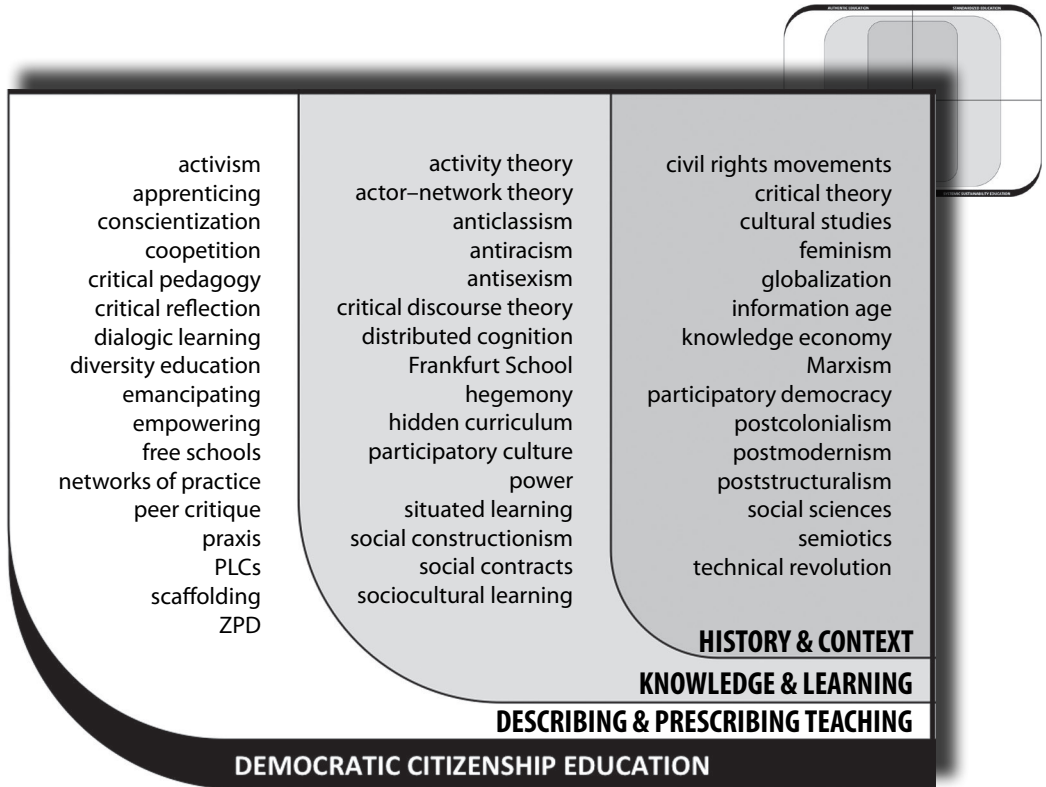 AUTHENTIC EDUCATION
STANDARDIZED EDUCATION
SYSTEMIC SUSTAINABILITY EDUCATION
activism
apprenticing
conscientization
coopetition
critical pedagogy
critical reflection
dialogic learning
diversity education
emancipating
empowering
free schools
networks of practice
peer critique
praxis
PLCs
scaffolding
ZPD
activity theory
actor–network theory
anticlassism
antiracism
antisexism
critical discourse theory
distributed cognition
Frankfurt School
hegemony
hidden curriculum
participatory culture
power
situated learning
social constructionism
social contracts
sociocultural learning
civil rights movements
critical theory
cultural studies
feminism
globalization
information age
knowledge economy
Marxism
participatory democracy
postcolonialism
postmodernism
poststructuralism
social sciences
semiotics
technical revolution
HISTORY & CONTEXT
KNOWLEDGE & LEARNING
DESCRIBING & PRESCRIBING TEACHING
DEMOCRATIC CITIZENSHIP EDUCATION